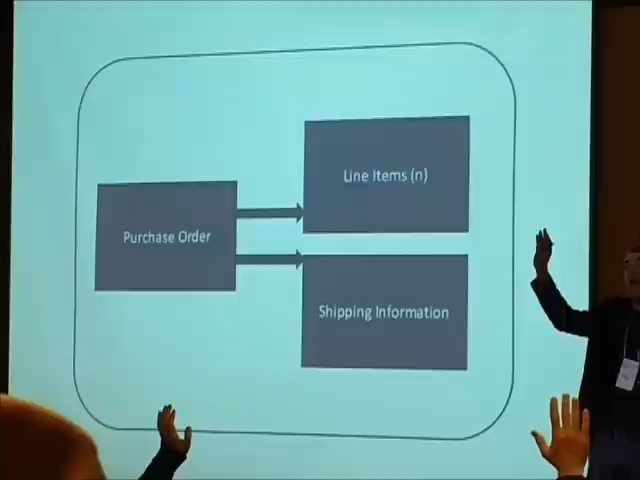 Line Items (n)
Purchase Order
Shipping Information